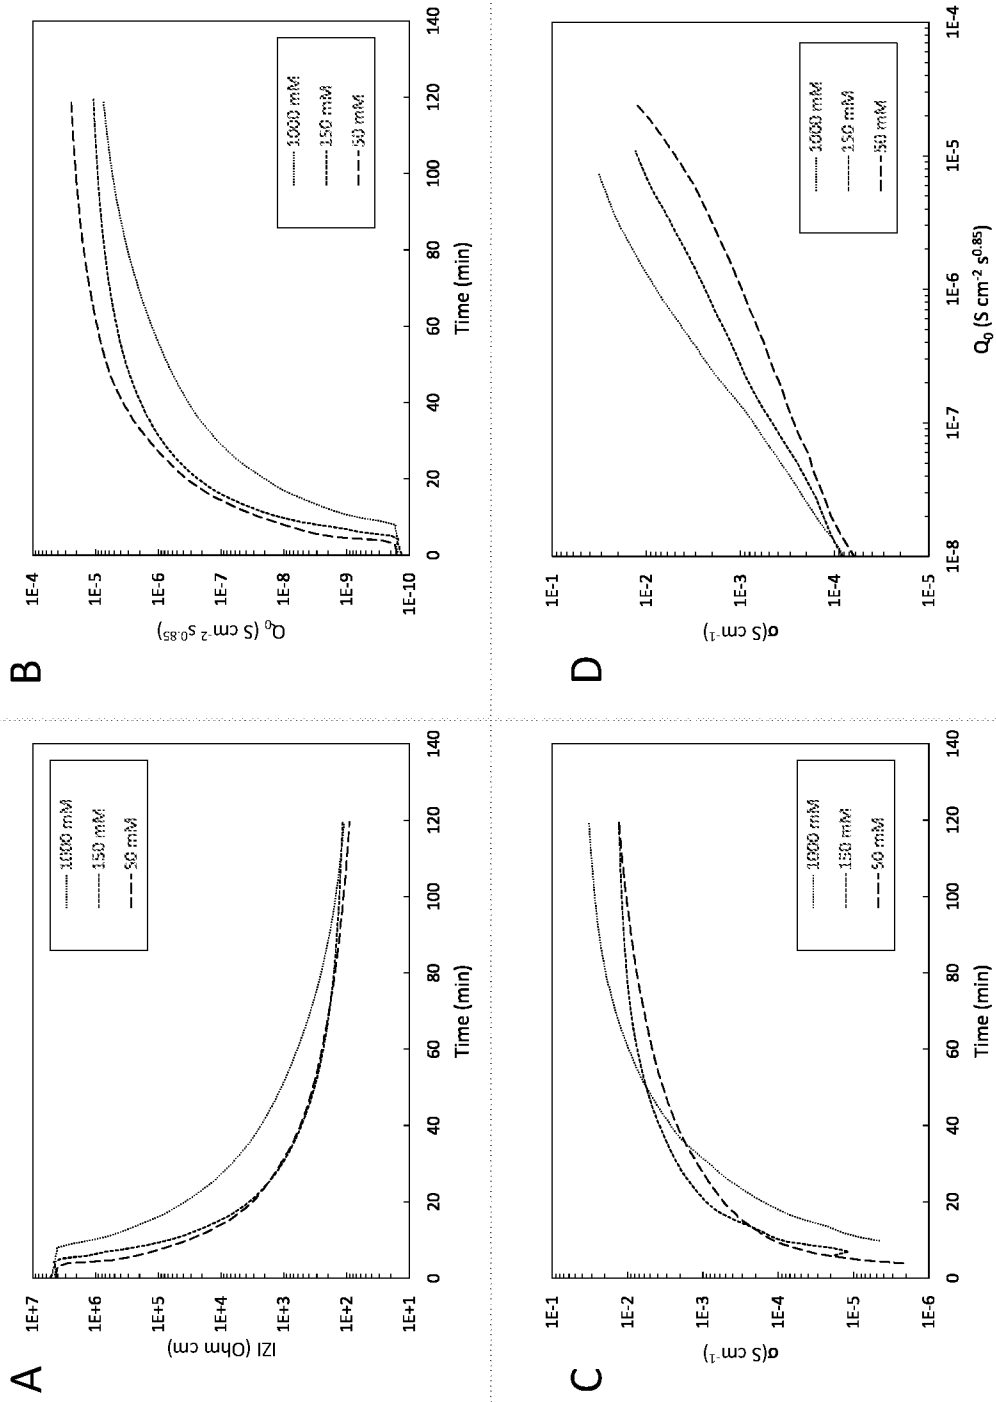 A
1E+7
1E+6
1E+5
1E+4
1E+3
1E+2
1E+1
IZI (Ohm cm)
0
20
40
60
80
100
120
140
Time (min)
1000 mM
150 mM
50 mM
B
1E-4
1E-5
1E-6
1E-7
1E-8
1E-9
1E-10
Q₀ (S cm⁻² s⁰·⁸⁵)
0
20
40
60
80
100
120
140
Time (min)
1000 mM
150 mM
50 mM
C
1E-1
1E-2
1E-3
1E-4
1E-5
1E-6
σ(S cm⁻¹)
0
20
40
60
80
100
120
140
Time (min)
1000 mM
150 mM
50 mM
D
1E-1
1E-2
1E-3
1E-4
1E-5
σ(S cm⁻¹)
1E-8
1E-7
1E-6
1E-5
1E-4
Q₀ (S cm⁻² s⁰·⁸⁵)
1000 mM
150 mM
50 mM